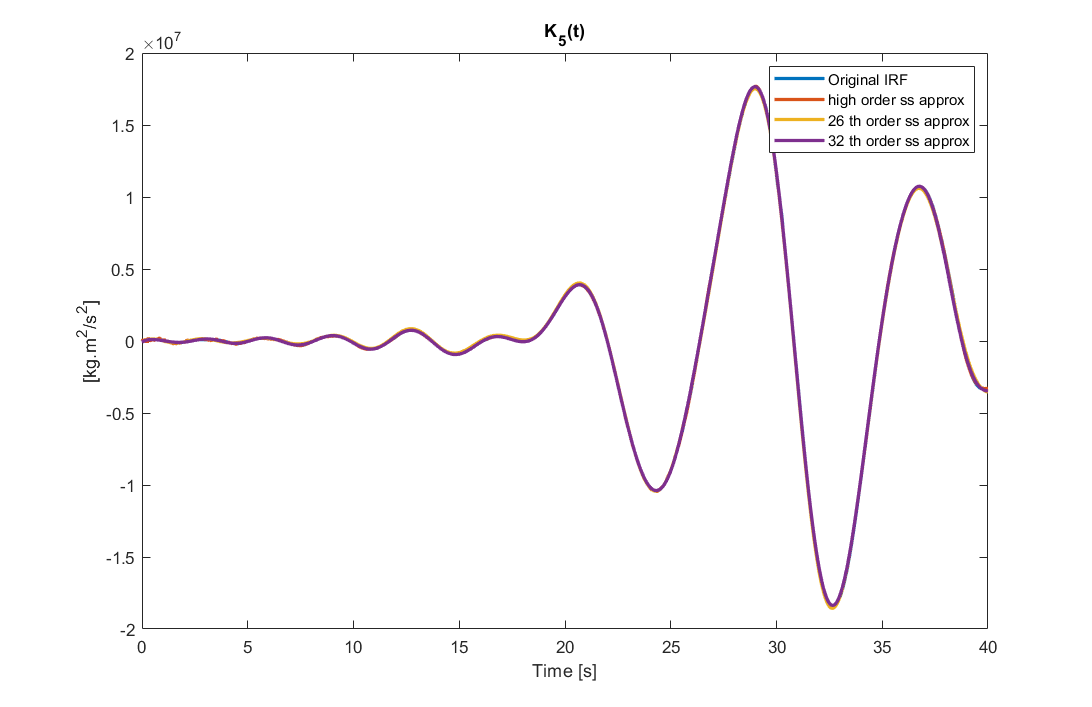 K5(t)
×10^7
2
1.5
1
0.5
0
-0.5
-1
-1.5
-2
[kg.m^2/s^2]
Original IRF
high order ss approx
26 th order ss approx
32 th order ss approx
0 5 10 15 20 25 30 35 40
Time [s]